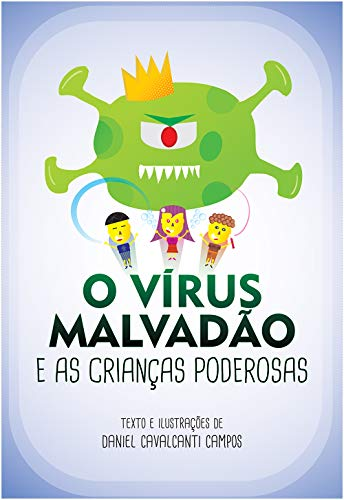 O VÍRUS
MALVADÃO
E AS CRIANÇAS PODEROSAS
TEXTO E ILUSTRAÇÕES DE
DANIEL CAVALCANTI CAMPOS